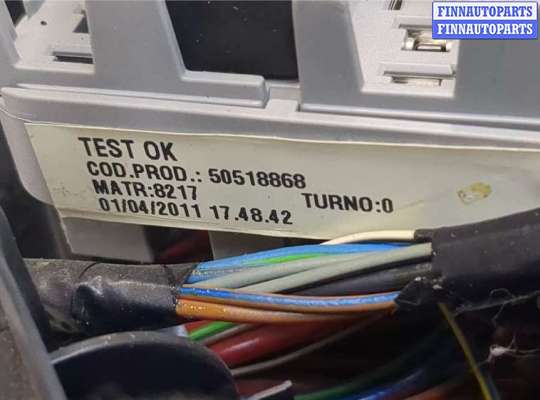 FINNAUTOPARTS
FINNAUTOPARTS
TEST OK
COD.PROD.: 50518868
MATR:8217 TURNO:0
01/04/2011 17.48.42